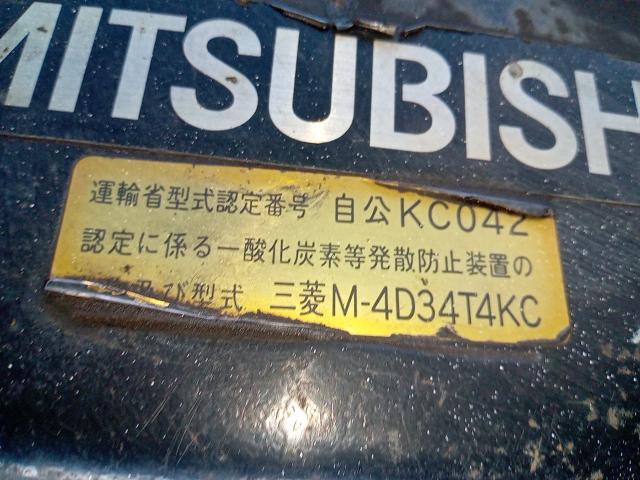 MITSUBISH
運輸省型式認定番号 自公KC042
認定に係る一酸化炭素等発散防止装置の
及び型式 三菱M-4D34T4KC